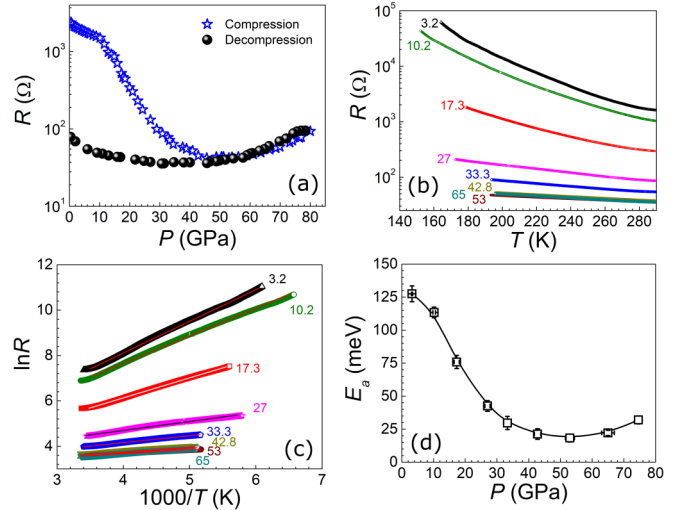 (a)
Compression
Decompression
R (Ω)
10³
10²
10¹
0 10 20 30 40 50 60 70 80
P (GPa)
(b)
R (Ω)
10⁵
10⁴
10³
10²
3.2
10.2
17.3
27
33.3
42.8
65
53
140 160 180 200 220 240 260 280
T (K)
(c)
lnR
12
10
8
6
4
3.2
10.2
17.3
27
33.3
42.8
53
65
3 4 5 6 7
1000/T (K)
(d)
Eₐ (meV)
150
125
100
75
50
25
0
0 10 20 30 40 50 60 70 80
P (GPa)